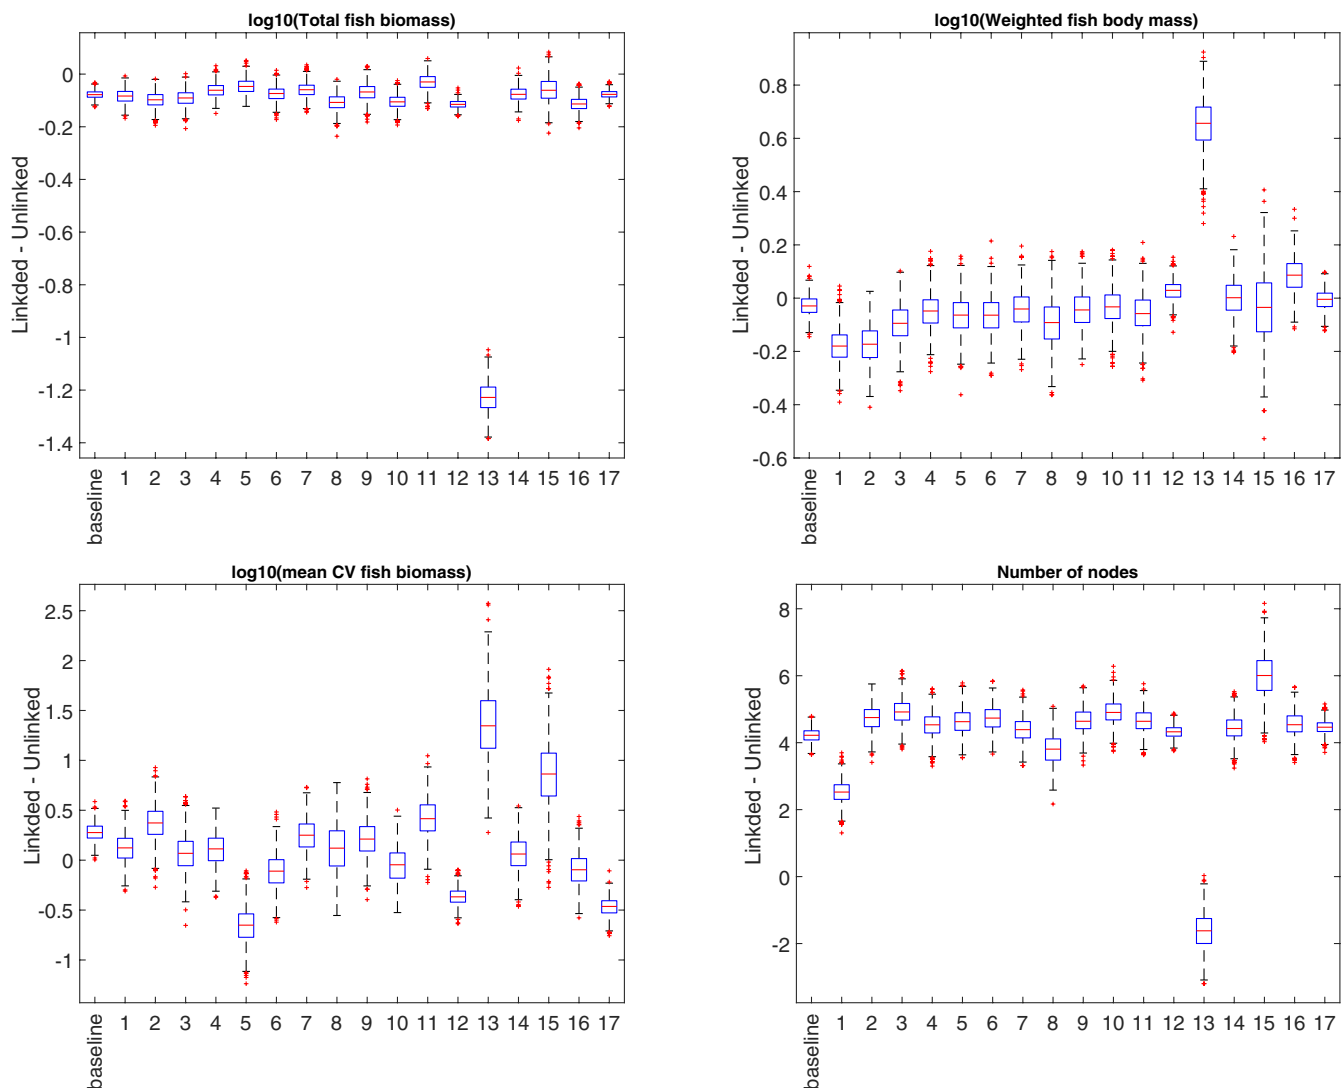 log10(Total fish biomass)
Linkded - Unlinked
0
-0.2
-0.4
-0.6
-0.8
-1
-1.2
-1.4
baseline 1 2 3 4 5 6 7 8 9 10 11 12 13 14 15 16 17
log10(Weighted fish body mass)
Linkded - Unlinked
0.8
0.6
0.4
0.2
0
-0.2
-0.4
-0.6
baseline 1 2 3 4 5 6 7 8 9 10 11 12 13 14 15 16 17
log10(mean CV fish biomass)
Linkded - Unlinked
2.5
2
1.5
1
0.5
0
-0.5
-1
baseline 1 2 3 4 5 6 7 8 9 10 11 12 13 14 15 16 17
Number of nodes
Linkded - Unlinked
8
6
4
2
0
-2
baseline 1 2 3 4 5 6 7 8 9 10 11 12 13 14 15 16 17